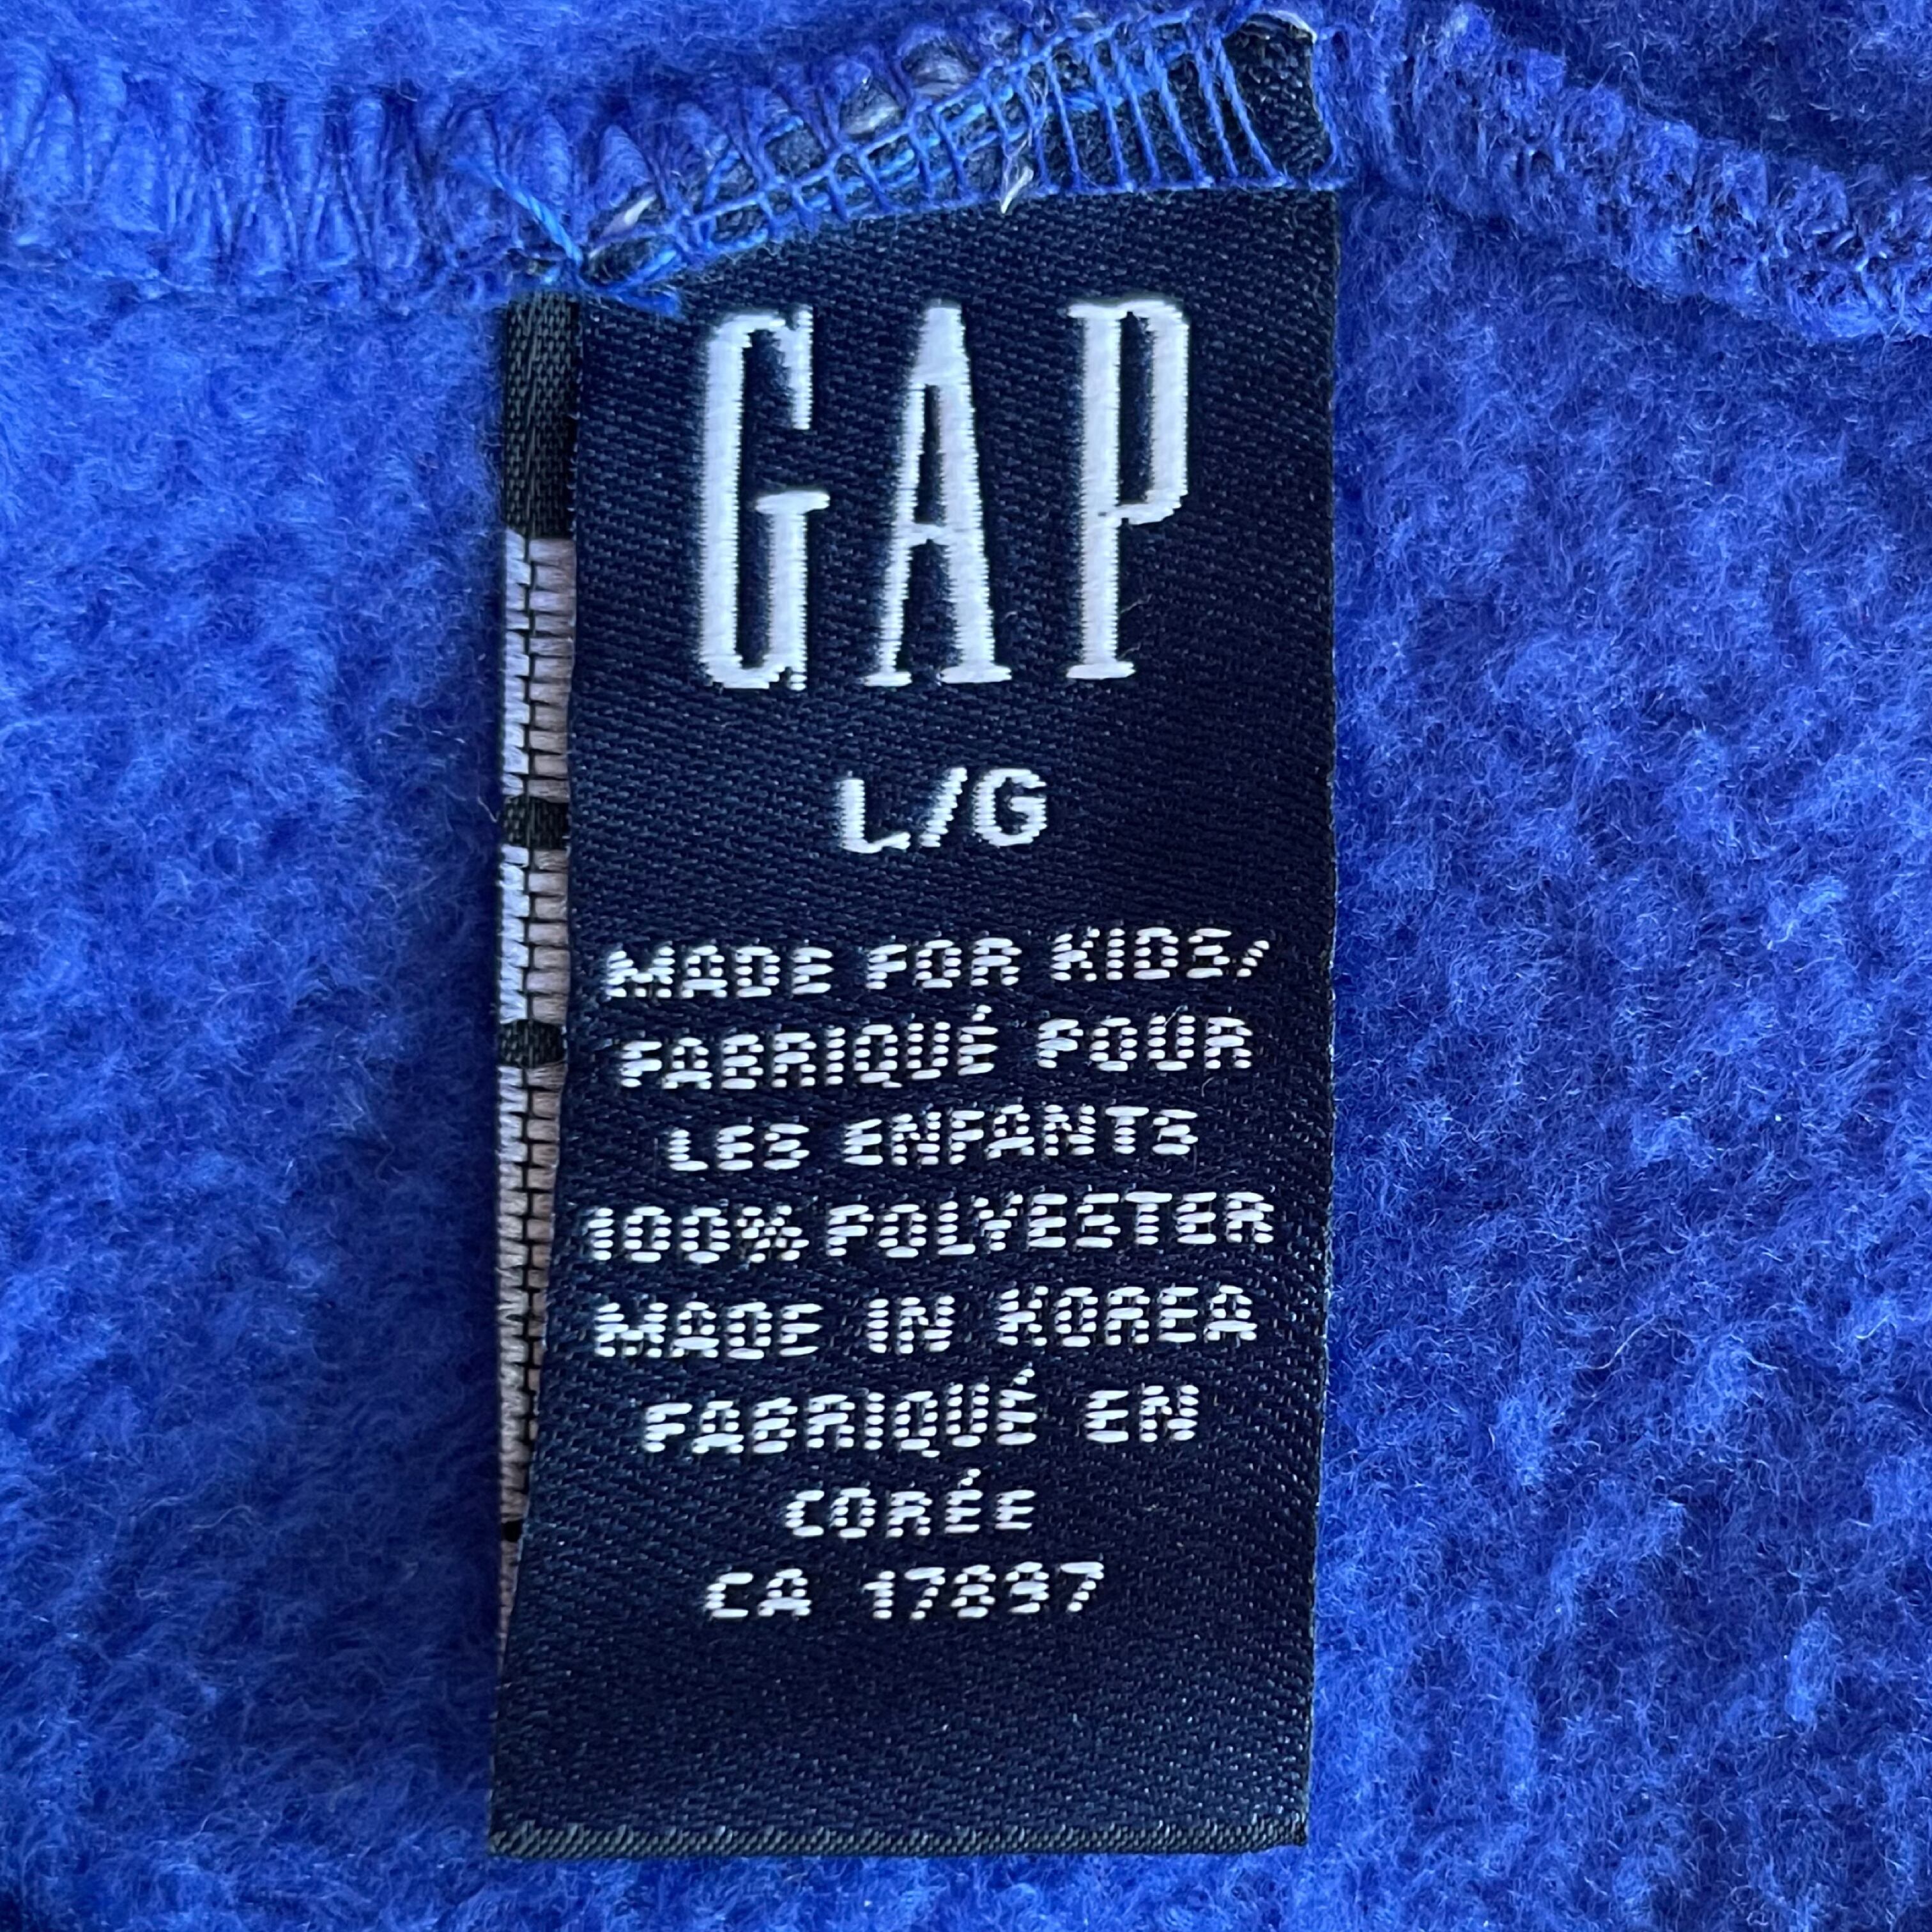 GAP
L/G
MADE FOR KIDS/
FABRIQUÉ POUR
LES ENFANTS
100% POLYESTER
MADE IN KOREA
FABRIQUÉ EN
CORÉE
CA 17897